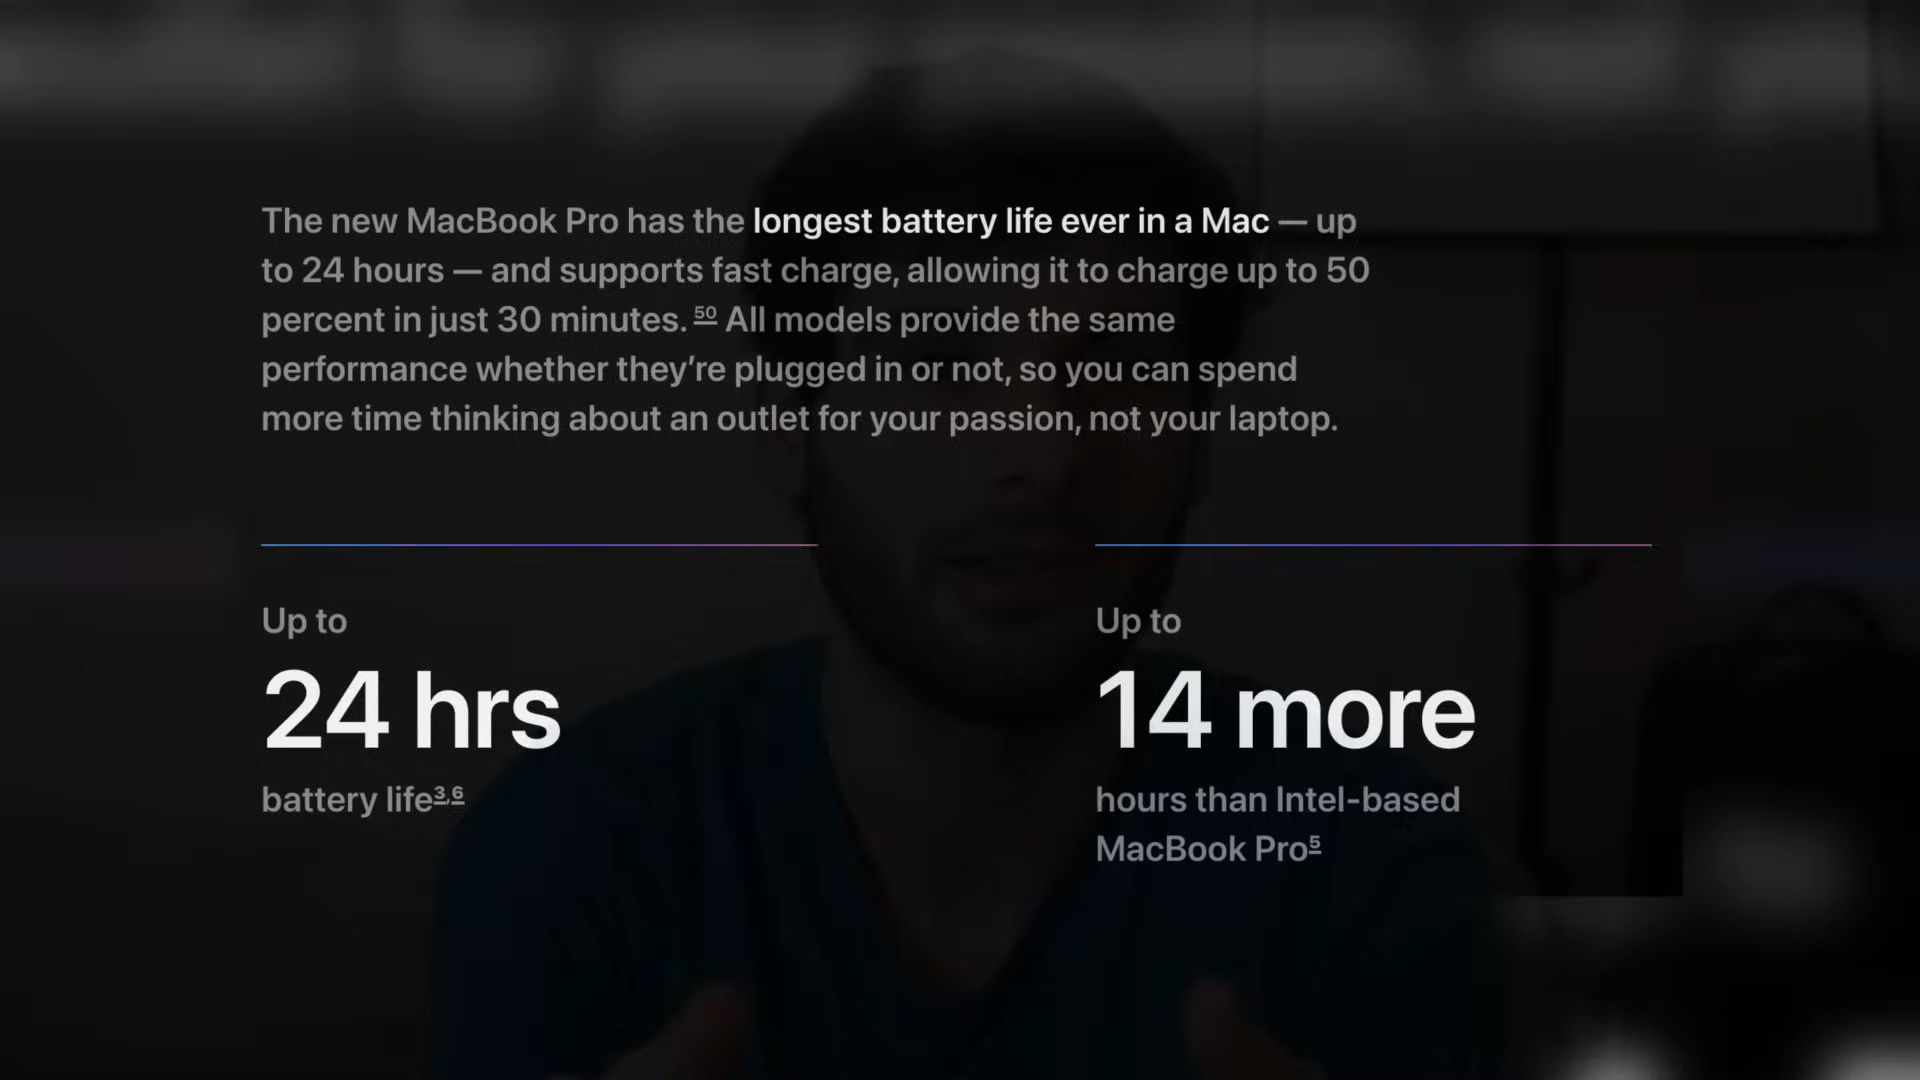 The new MacBook Pro has the longest battery life ever in a Mac — up
to 24 hours — and supports fast charge, allowing it to charge up to 50
percent in just 30 minutes. 50 All models provide the same
performance whether they’re plugged in or not, so you can spend
more time thinking about an outlet for your passion, not your laptop.
Up to
24 hrs
battery life3,6
Up to
14 more
hours than Intel-based
MacBook Pro5